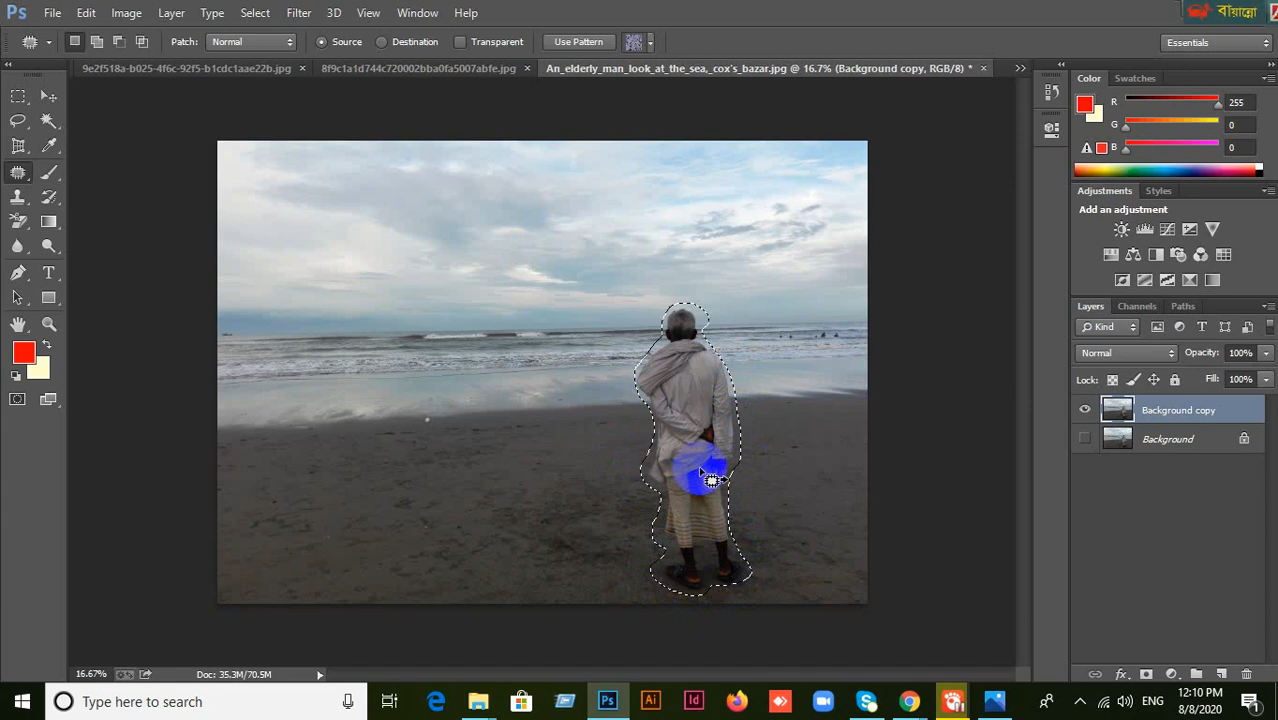 Ps File Edit Image Layer Type Select Filter 3D View Window Help
বায়ান্নো
Patch: Normal Source Destination Transparent Use Pattern Essentials
9e2f518a-b025-4f6c-92f5-b1cdc1aae22b.jpg × 8f9c1a1d744c720002bba0fa5007abfe.jpg × An_elderly_man_look_at_the_sea,_cox's_bazar.jpg @ 16.7% (Background copy, RGB/8) * ×
Color Swatches
R 255
G 0
B 0
Adjustments Styles
Add an adjustment
Layers Channels Paths
Kind
Normal Opacity: 100%
Lock: Fill: 100%
Background copy
Background
16.67% Doc: 35.3M/70.5M
Type here to search
Ps Ai Id
ENG
12:10 PM
8/8/2020
1